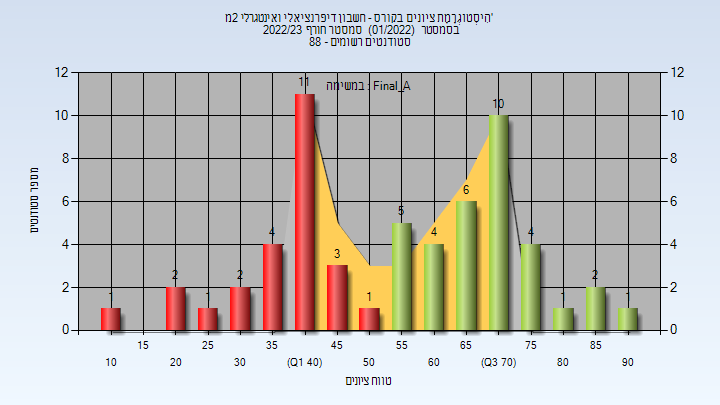 הִיסְטוֹגְרָמַת ציונים בקורס - חשבון דיפרנציאלי ואינטגרלי 2מ'
בסמסטר (01/2022) סמסטר חורף 2022/23
סטודנטים רשומים - 88
במשימה : Final_A
מספר סטודנטים
12 12
10 10
8 8
6 6
4 4
2 2
0 0
1 2 1 2 4 11 3 1 5 4 6 10 4 1 2 1
15 25 35 45 55 65 75 85
10 20 30 (Q1 40) 50 60 (Q3 70) 80 90
טווח ציונים